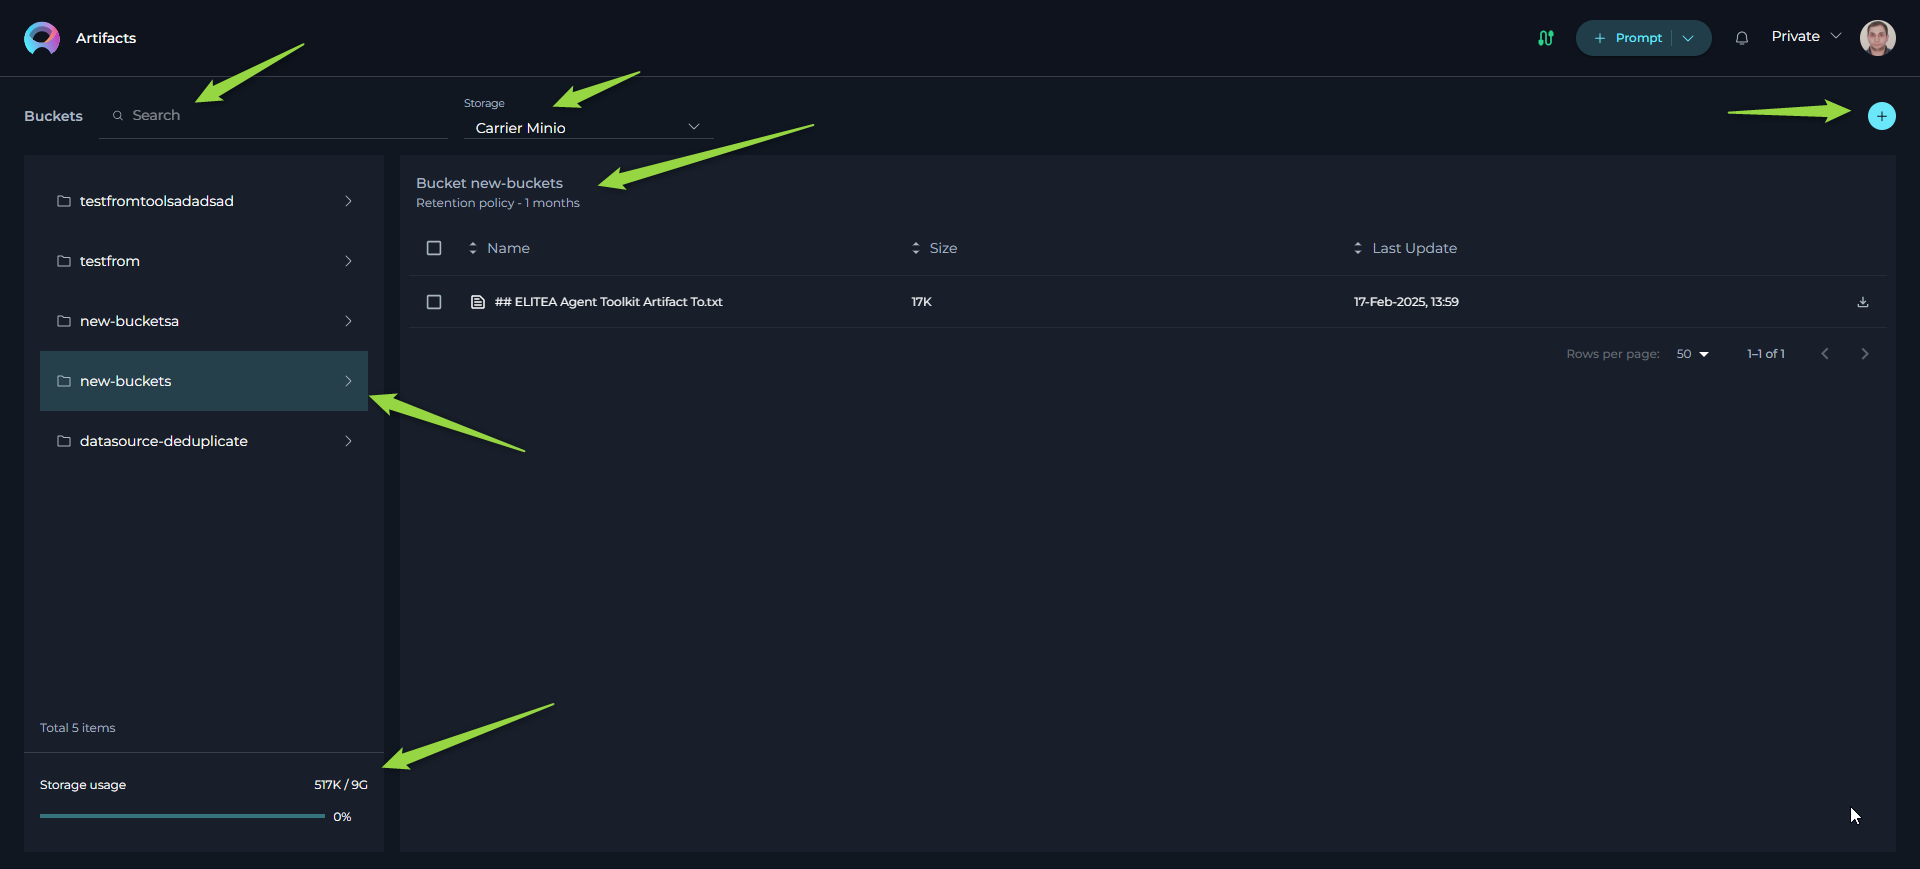 Artifacts
Prompt
Private
Buckets
Search
Storage
Carrier Minio
testfromtoolsadadsad
testfrom
new-bucketsa
new-buckets
datasource-deduplicate
Total 5 items
Storage usage 517K / 9G
0%
Bucket new-buckets
Retention policy - 1 months
Name Size Last Update
## ELITEA Agent Toolkit Artifact To.txt 17K 17-Feb-2025, 13:59
Rows per page: 50 1–1 of 1